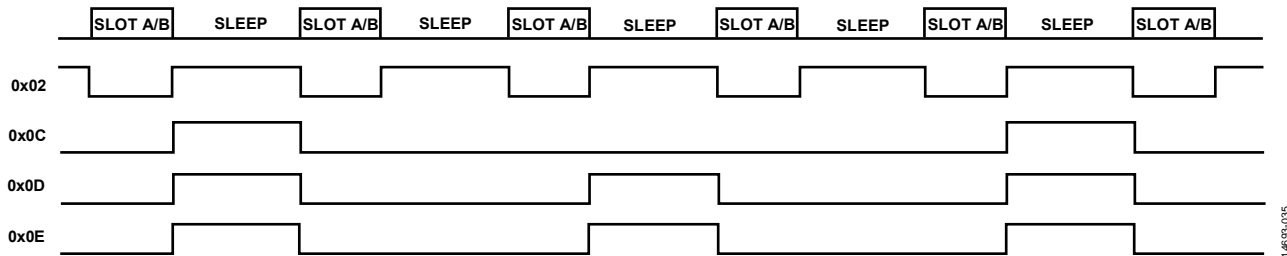 SLOT A/B SLEEP SLOT A/B SLEEP SLOT A/B SLEEP SLOT A/B SLEEP SLOT A/B SLEEP SLOT A/B
0x02
0x0C
0x0D
0x0E
14693-035